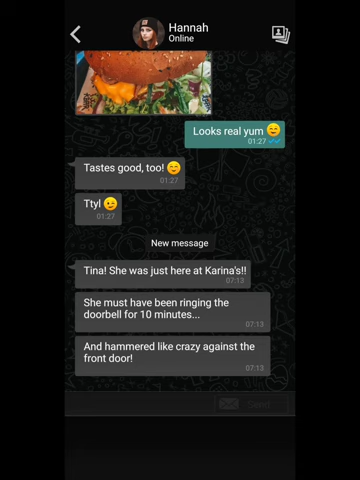 Hannah
Online
Looks real yum 😊
01:27
Tastes good, too! 😊
01:27
Ttyl 😉
01:27
New message
Tina! She was just here at Karina's!!
07:13
She must have been ringing the
doorbell for 10 minutes...
07:13
And hammered like crazy against the
front door!
07:13
Send